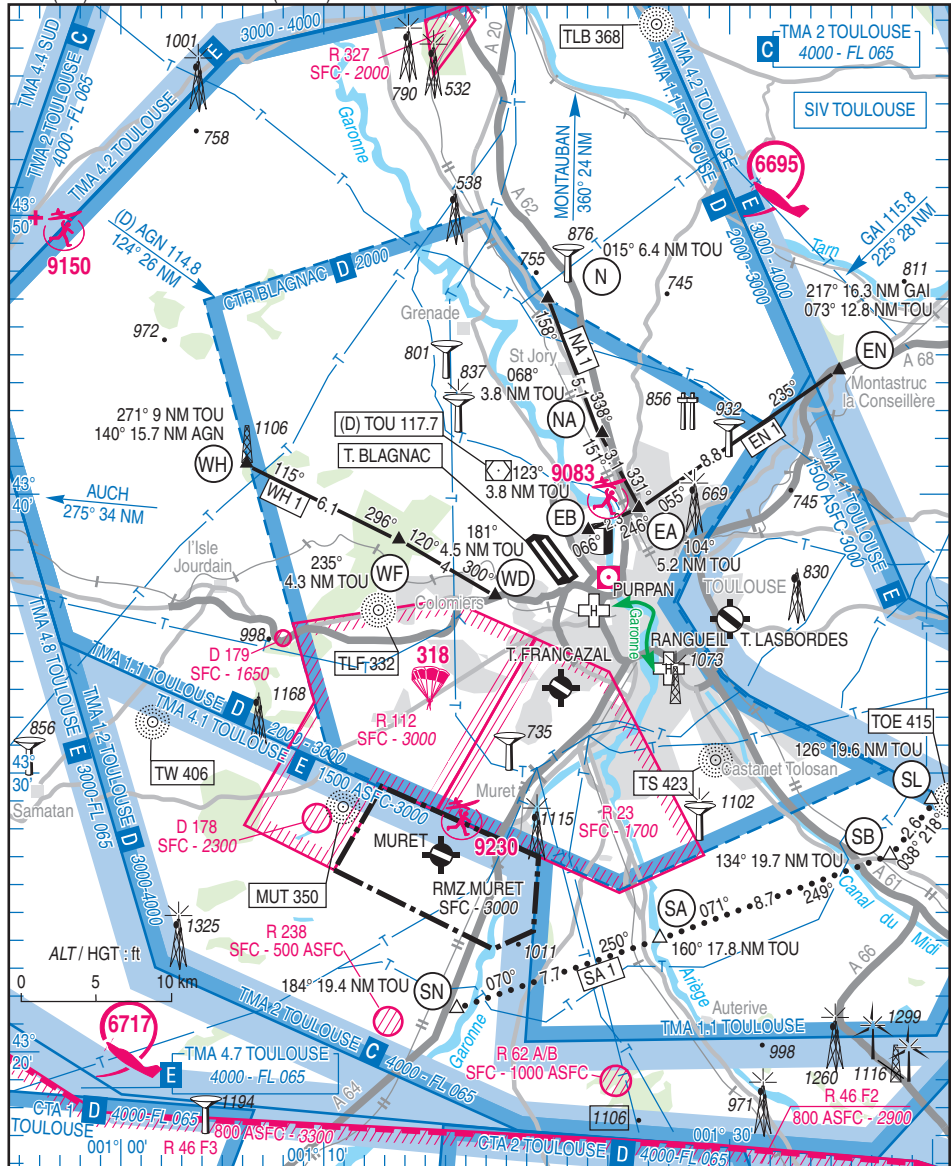 TMA 4.4 SUD C
TMA 2 TOULOUSE
4000 - FL 065
1001
E 3000 - 4000
TMA 4.2 TOULOUSE
758
R 327
SFC - 2000
790
532
A 20
TLB 368
C TMA 2 TOULOUSE
4000 - FL 065
SIV TOULOUSE
Garonne
538
A 62
MONTAUBAN
360° 24 NM
TMA 4.2 TOULOUSE
TMA 1.1 TOULOUSE
D
E
2000 - 3000
3000 - 4000
6695
Tarn
GAI 115.8
225° 28 NM
811
217° 16.3 NM GAI
073° 12.8 NM TOU
EN
A 68
Montastruc
la Conseillère
43°
50'
9150
(D) AGN 114.8
124° 26 NM
CTR BLAGNAC D 2000
876
755
N
015° 6.4 NM TOU
745
972
Grenade
801
837
St Jory
068°
3.8 NM TOU
NA
158°
NA 1
5.1
338°
151°
3.1
331°
856
932
235°
EN 1
8.8
055°
669
745
TMA 4.1 TOULOUSE
1500 ASFC-3000
E
271° 9 NM TOU
140° 15.7 NM AGN
1106
WH
(D) TOU 117.7
T. BLAGNAC
123°
3.8 NM TOU
9083
EB
066°
246°
EA
104°
5.2 NM TOU
43°
40'
AUCH
275° 34 NM
115°
WH 1
6.1
296°
120°
4
300°
181°
4.5 NM TOU
WD
235°
4.3 NM TOU
WF
l'Isle
Jourdain
Colomiers
PURPAN
H
TOULOUSE
830
T. LASBORDES
Garonne
RANGUEIL
1073
998
D 179
SFC - 1650
TLF 332
318
T. FRANCAZAL
TMA 4.8 TOULOUSE E 3000-FL 065
TMA 1.2 TOULOUSE D 3000-4000
TMA 1.1 TOULOUSE D 2000 - 3000
TMA 4.1 TOULOUSE E 1500 ASFC-3000
1168
R 112
SFC - 3000
735
TOE 415
126° 19.6 NM TOU
856
TW 406
43°
30'
Samatan
TS 423
Castanet Tolosan
SL
Muret
R 23
SFC - 1700
1102
D 178
SFC - 2300
9230
1115
MURET
SB
2.6
038°
218°
134° 19.7 NM TOU
MUT 350
RMZ MURET
SFC - 3000
A 61
Canal du Midi
1325
R 238
SFC - 500 ASFC
1011
SA
071°
8.7
249°
160° 17.8 NM TOU
A 66
ALT / HGT : ft
0 5 10 km
184° 19.4 NM TOU
SN
070°
7.7
250°
SA 1
Ariège
Auterive
TMA 1.1 TOULOUSE
1299
6717
TMA 2 TOULOUSE C 4000 - FL 065
Garonne
43°
20'
E
TMA 4.7 TOULOUSE
4000 - FL 065
R 62 A/B
SFC - 1000 ASFC
998
1260
1116
A 64
1194
1106
971
R 46 F2
800 ASFC - 2900
CTA 1 D 4000-FL 065
TOULOUSE
001° 00'
R 46 F3
800 ASFC - 3300
001° 10'
CTA 2 TOULOUSE D 4000-FL 065
001° 30'